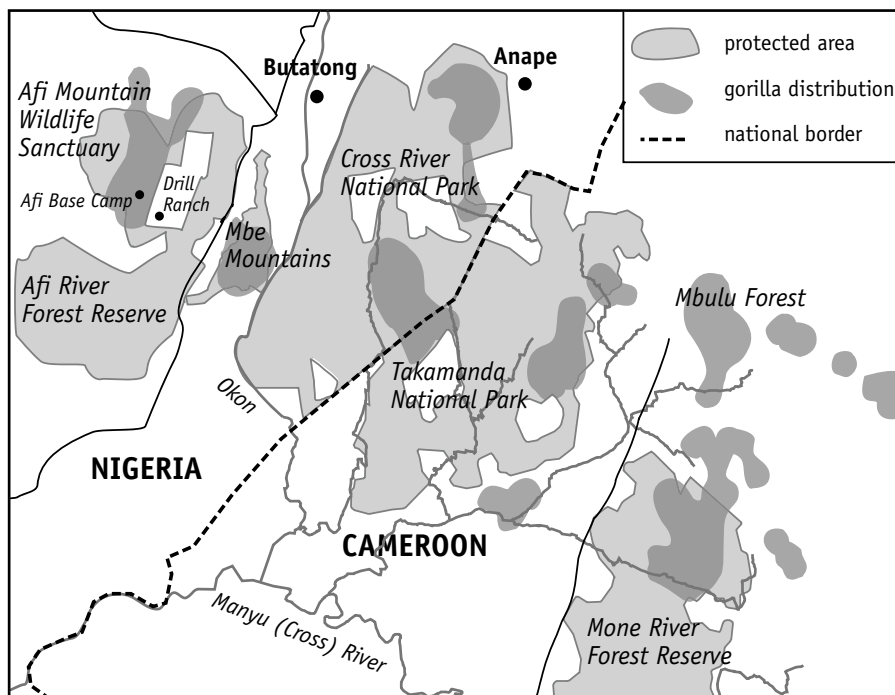 protected area
gorilla distribution
national border
Butatong
Anape
Afi Mountain
Wildlife
Sanctuary
Cross River
National Park
Afi Base Camp
Drill
Ranch
Mbe
Mountains
Afi River
Forest Reserve
Mbulu Forest
Takamanda
National Park
Okon
NIGERIA
CAMEROON
Manyu (Cross) River
Mone River
Forest Reserve